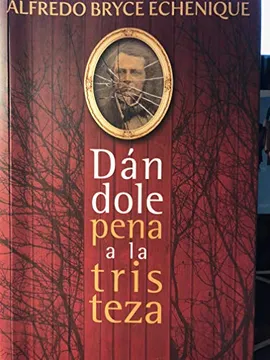 ALFREDO BRYCE ECHENIQUE
Dán
dole
pena
a la
tris
teza